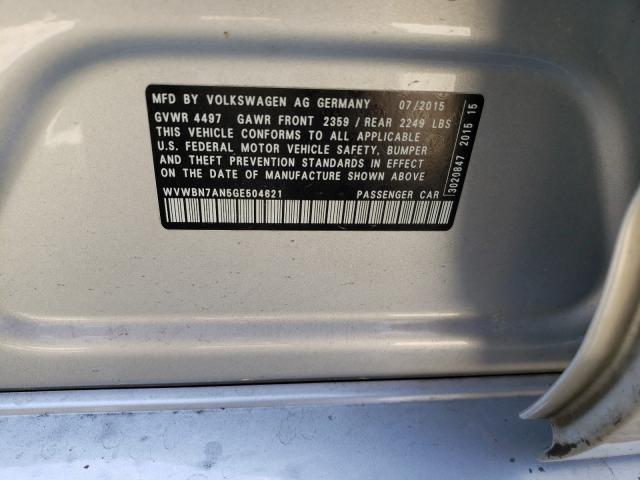 MFD BY VOLKSWAGEN AG GERMANY 07/2015
GVWR 4497 GAWR FRONT 2359 / REAR 2249 LBS
THIS VEHICLE CONFORMS TO ALL APPLICABLE
U.S. FEDERAL MOTOR VEHICLE SAFETY, BUMPER
AND THEFT PREVENTION STANDARDS IN EFFECT
ON THE DATE OF MANUFACTURE SHOWN ABOVE
WVWBN7AN5GE504621 PASSENGER CAR
3020847 2015 15